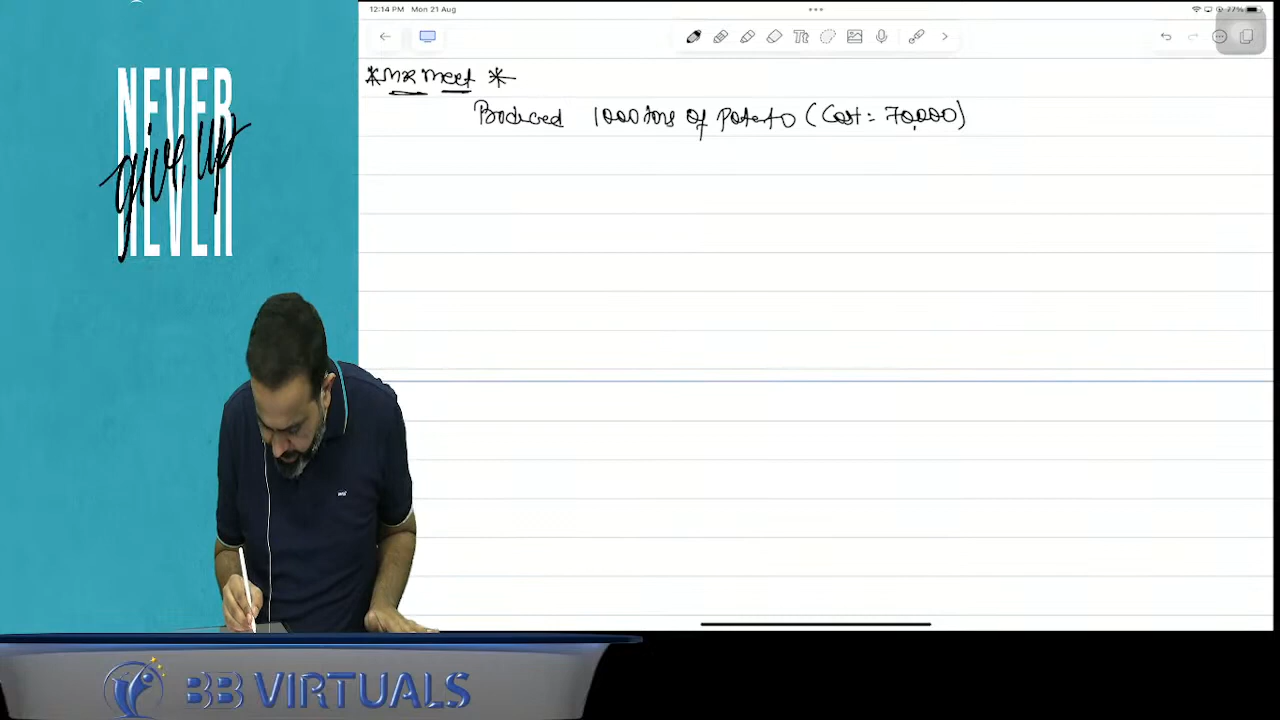 12:14 PM Mon 21 Aug
77%
NEVER
give up
NEVER
*Mr Meet *
Produced 1000 tons of potato (Cost = 70,000)
BB VIRTUALS